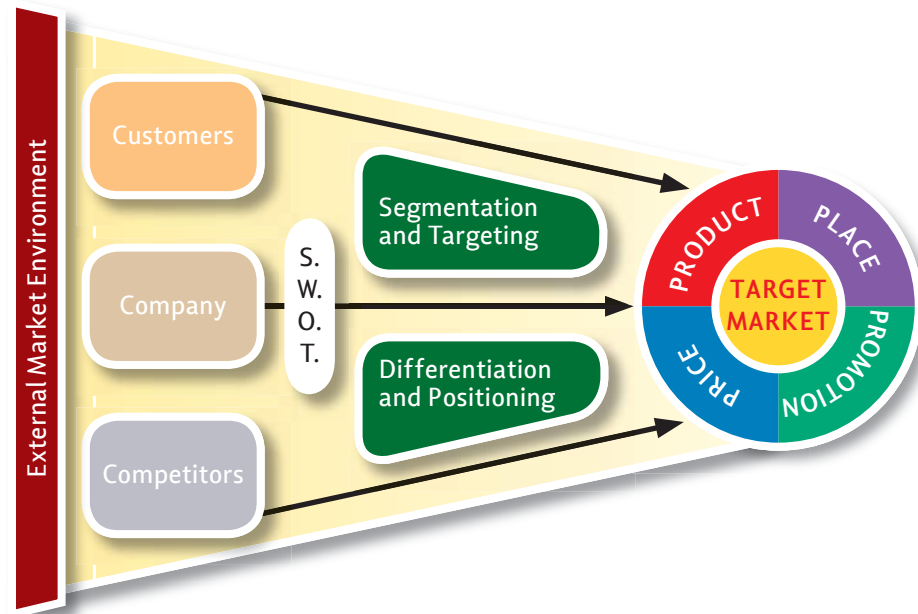 External Market Environment
Customers
Company
Competitors
S.
W.
O.
T.
Segmentation
and Targeting
Differentiation
and Positioning
PRODUCT
PLACE
PRICE
PROMOTION
TARGET
MARKET